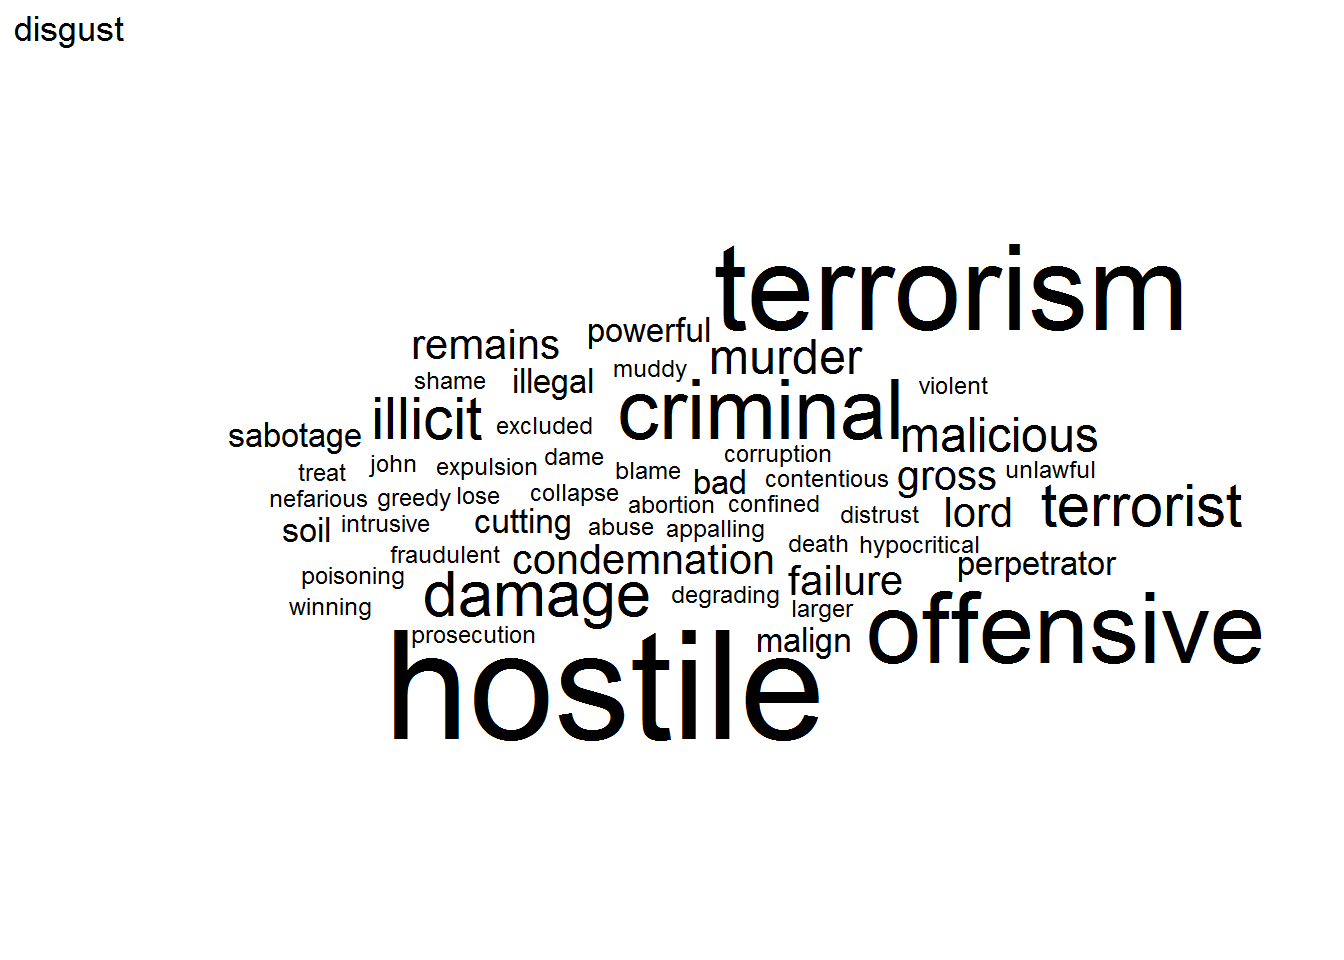 disgust
terrorism
powerful
remains
murder
muddy
shame
illegal
violent
criminal
illicit
excluded
sabotage
malicious
corruption
dame
john
expulsion
blame
treat
unlawful
gross
contentious
bad
nefarious
greedy
lose
collapse
abortion
confined
terrorist
lord
distrust
soil
intrusive
cutting
abuse
appalling
death
hypocritical
fraudulent
condemnation
perpetrator
poisoning
failure
damage
degrading
winning
larger
offensive
prosecution
malign
hostile